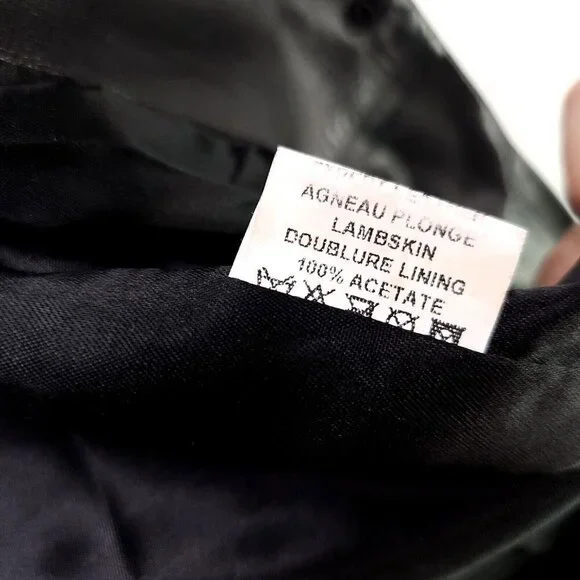 AGNEAU PLONGE
LAMBSKIN
DOUBLURE LINING
100% ACETATE